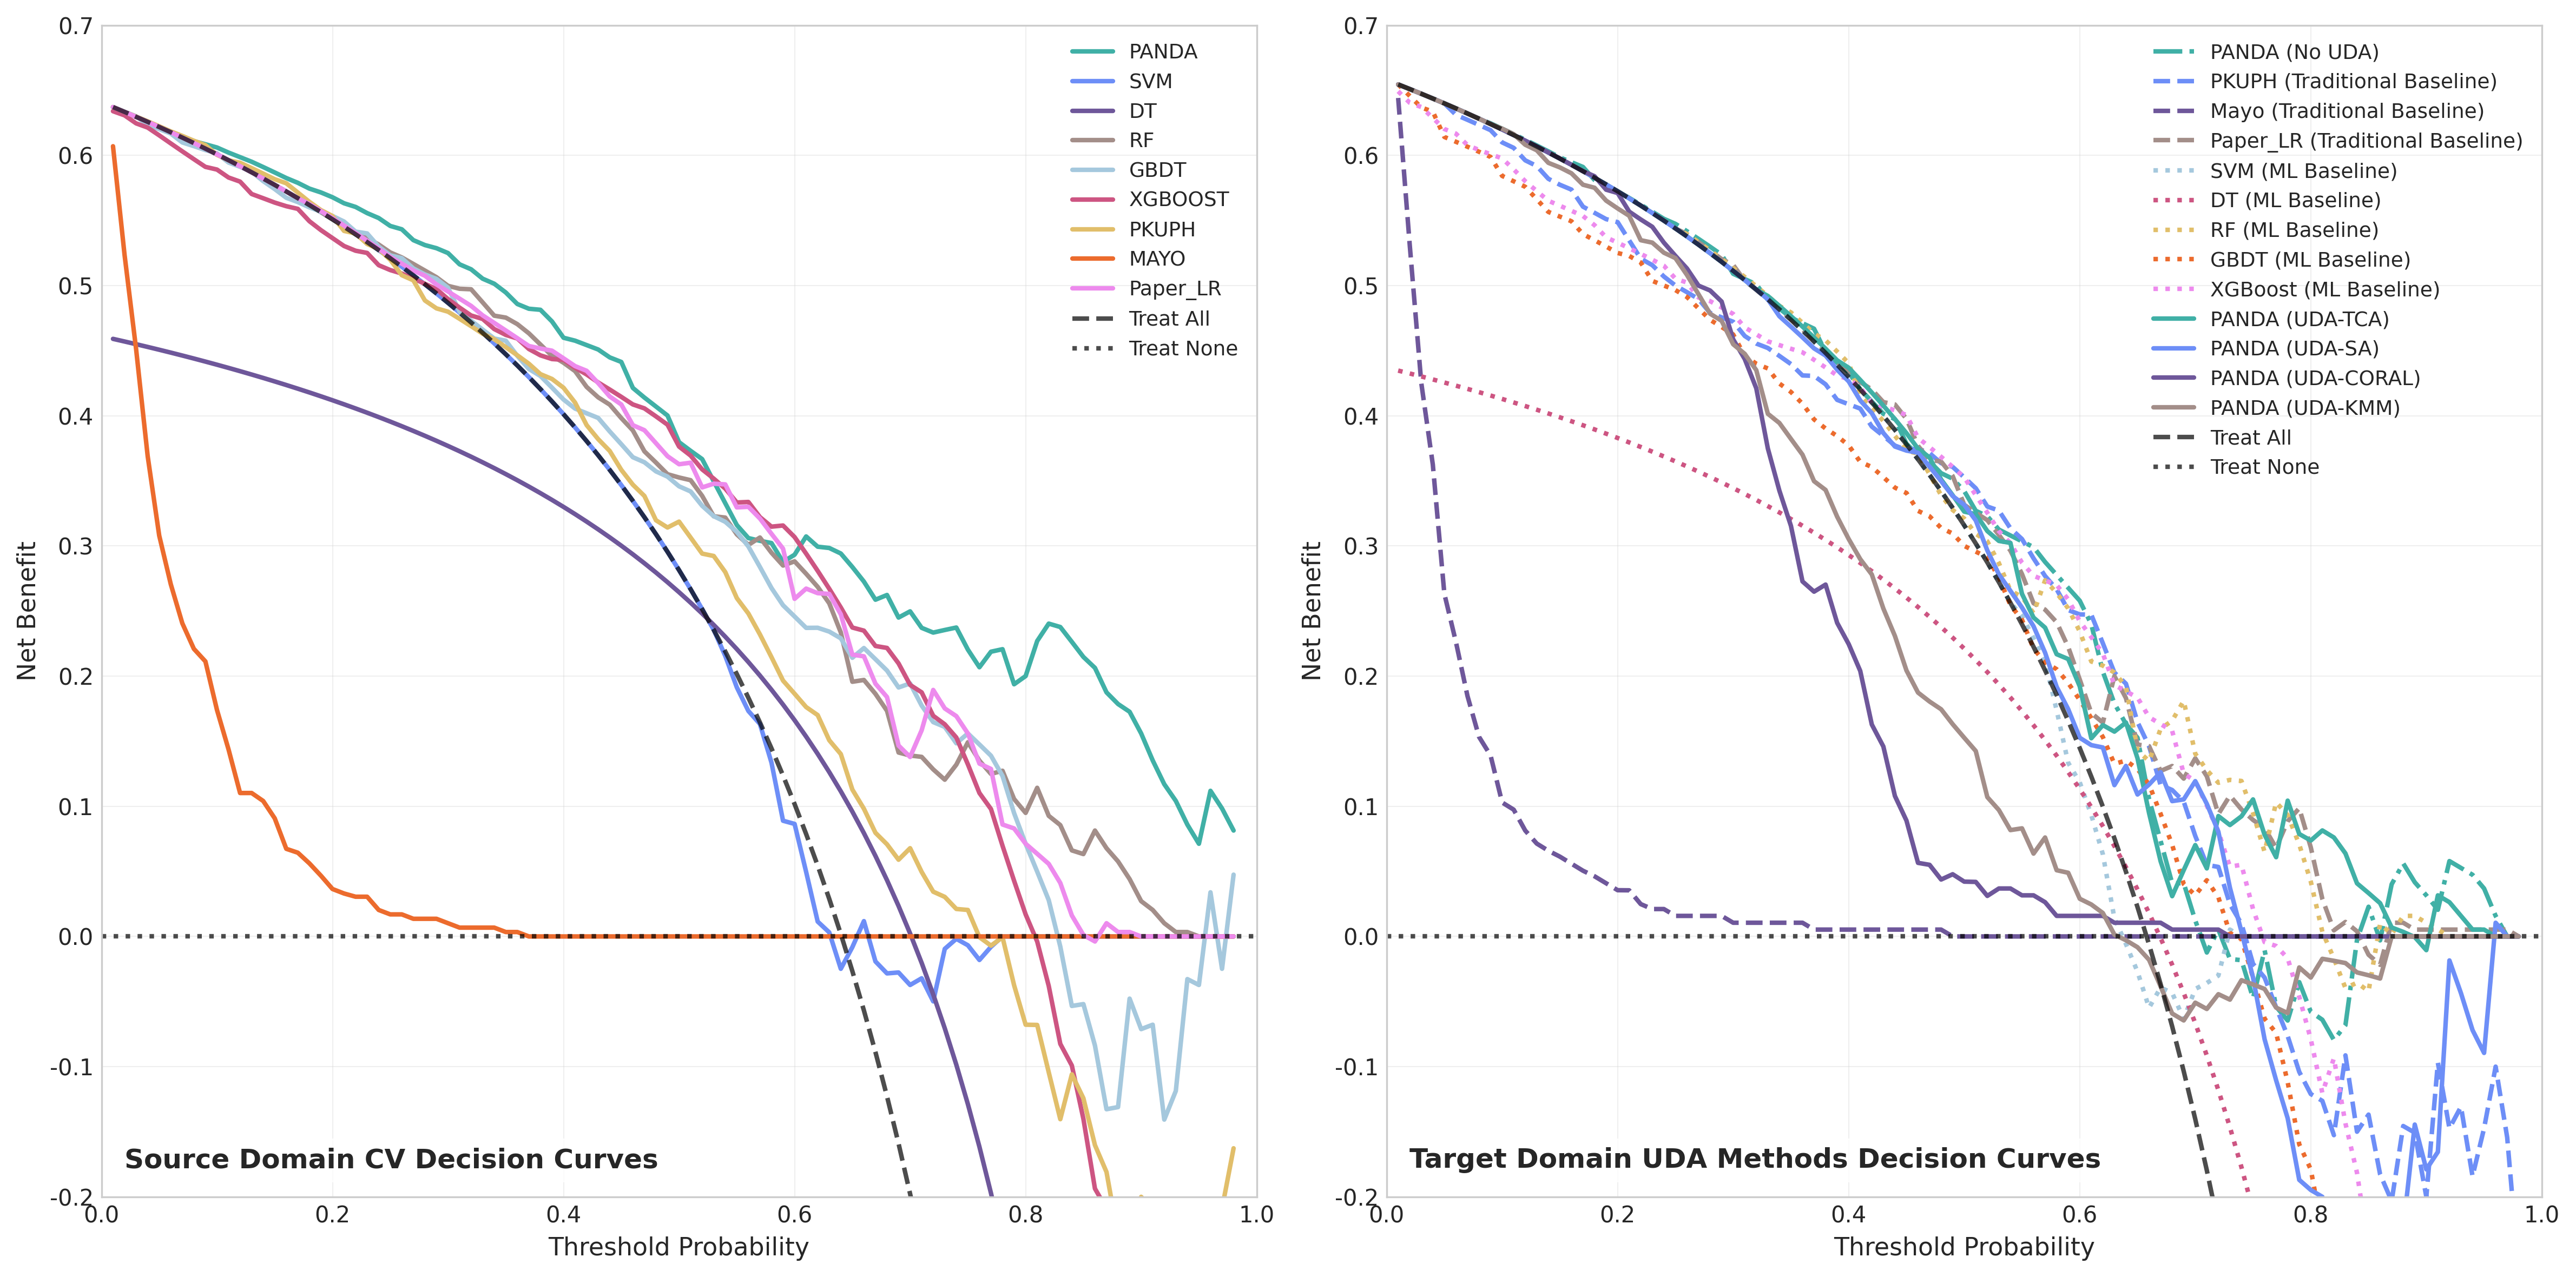 0.7
0.6
0.5
0.4
0.3
0.2
0.1
0.0
-0.1
-0.2
Net Benefit
PANDA
SVM
DT
RF
GBDT
XGBOOST
PKUPH
MAYO
Paper_LR
Treat All
Treat None
Source Domain CV Decision Curves
0.0 0.2 0.4 0.6 0.8 1.0
Threshold Probability
0.7
0.6
0.5
0.4
0.3
0.2
0.1
0.0
-0.1
-0.2
Net Benefit
PANDA (No UDA)
PKUPH (Traditional Baseline)
Mayo (Traditional Baseline)
Paper_LR (Traditional Baseline)
SVM (ML Baseline)
DT (ML Baseline)
RF (ML Baseline)
GBDT (ML Baseline)
XGBoost (ML Baseline)
PANDA (UDA-TCA)
PANDA (UDA-SA)
PANDA (UDA-CORAL)
PANDA (UDA-KMM)
Treat All
Treat None
Target Domain UDA Methods Decision Curves
0.0 0.2 0.4 0.6 0.8 1.0
Threshold Probability